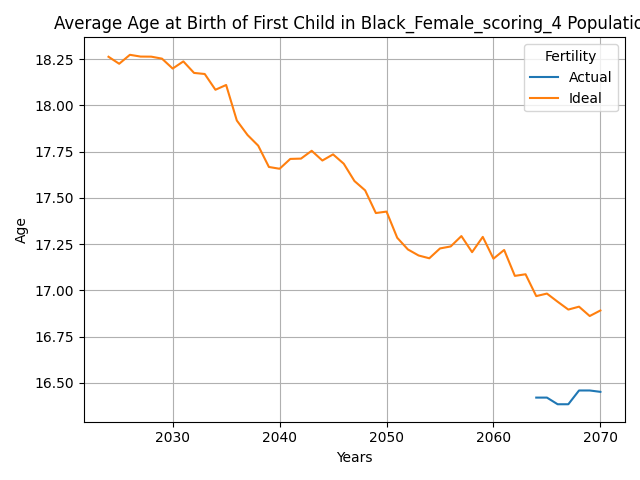 Average Age at Birth of First Child in Black_Female_scoring_4 Populatio
18.25
18.00
17.75
17.50
17.25
17.00
16.75
16.50
Age
Fertility
Actual
Ideal
2030 2040 2050 2060 2070
Years